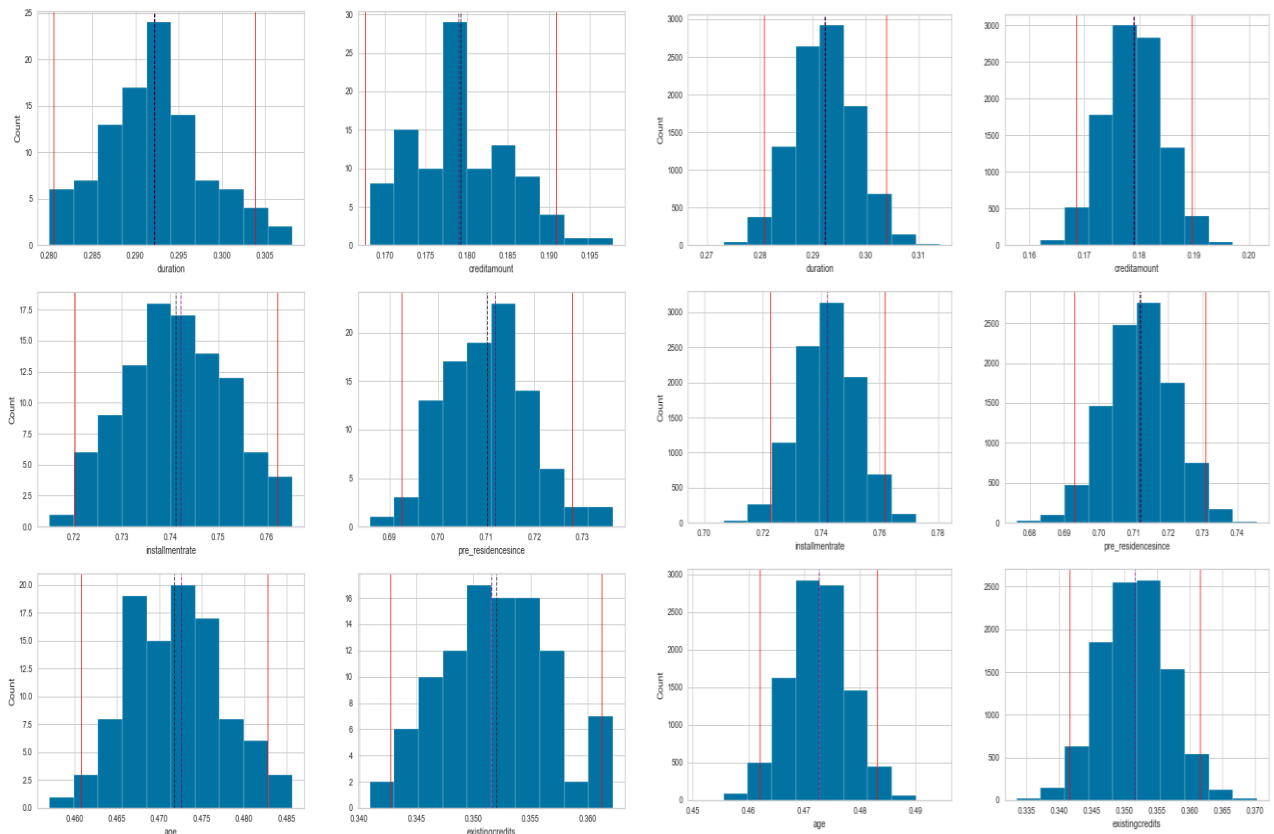 25
20
15
10
5
0
Count
0.280 0.285 0.290 0.295 0.300 0.305
duration
30
25
20
15
10
5
0
0.170 0.175 0.180 0.185 0.190 0.195
creditamount
3000
2500
2000
1500
1000
500
0
Count
0.27 0.28 0.29 0.30 0.31
duration
3000
2500
2000
1500
1000
500
0
0.16 0.17 0.18 0.19 0.20
creditamount
17.5
15.0
12.5
10.0
7.5
5.0
2.5
0.0
Count
0.72 0.73 0.74 0.75 0.76
installmentrate
20
15
10
5
0
0.69 0.70 0.71 0.72 0.73
pre_residencesince
3000
2500
2000
1500
1000
500
0
Count
0.70 0.72 0.74 0.76 0.78
installmentrate
2500
2000
1500
1000
500
0
0.68 0.69 0.70 0.71 0.72 0.73 0.74
pre_residencesince
20.0
17.5
15.0
12.5
10.0
7.5
5.0
2.5
0.0
Count
0.460 0.465 0.470 0.475 0.480 0.485
age
16
14
12
10
8
6
4
2
0
0.340 0.345 0.350 0.355 0.360
existingcredits
3000
2500
2000
1500
1000
500
0
Count
0.45 0.46 0.47 0.48 0.49
age
2500
2000
1500
1000
500
0
0.335 0.340 0.345 0.350 0.355 0.360 0.365 0.370
existingcredits